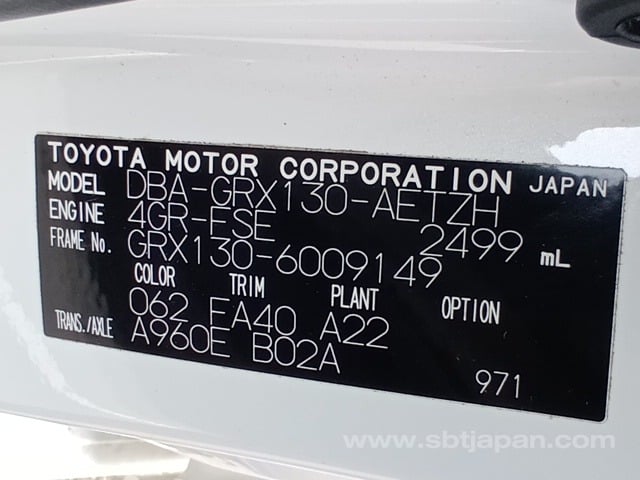 TOYOTA MOTOR CORPORATION JAPAN
MODEL DBA-GRX130-AETZH
ENGINE 4GR-FSE 2499 mL
FRAME No. GRX130-6009149
COLOR TRIM PLANT OPTION
062 FA40 A22
TRANS./AXLE A960E B02A
971
www.sbtjapan.com